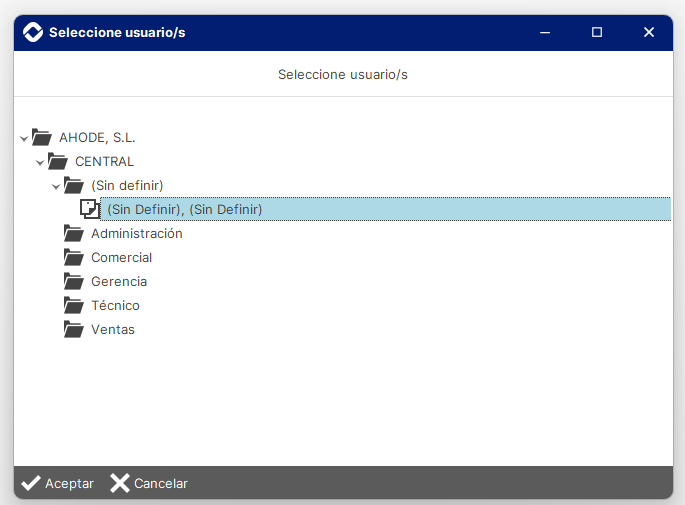 Seleccione usuario/s
Seleccione usuario/s
AHODE, S.L.
CENTRAL
(Sin definir)
(Sin Definir), (Sin Definir)
Administración
Comercial
Gerencia
Técnico
Ventas
Aceptar Cancelar